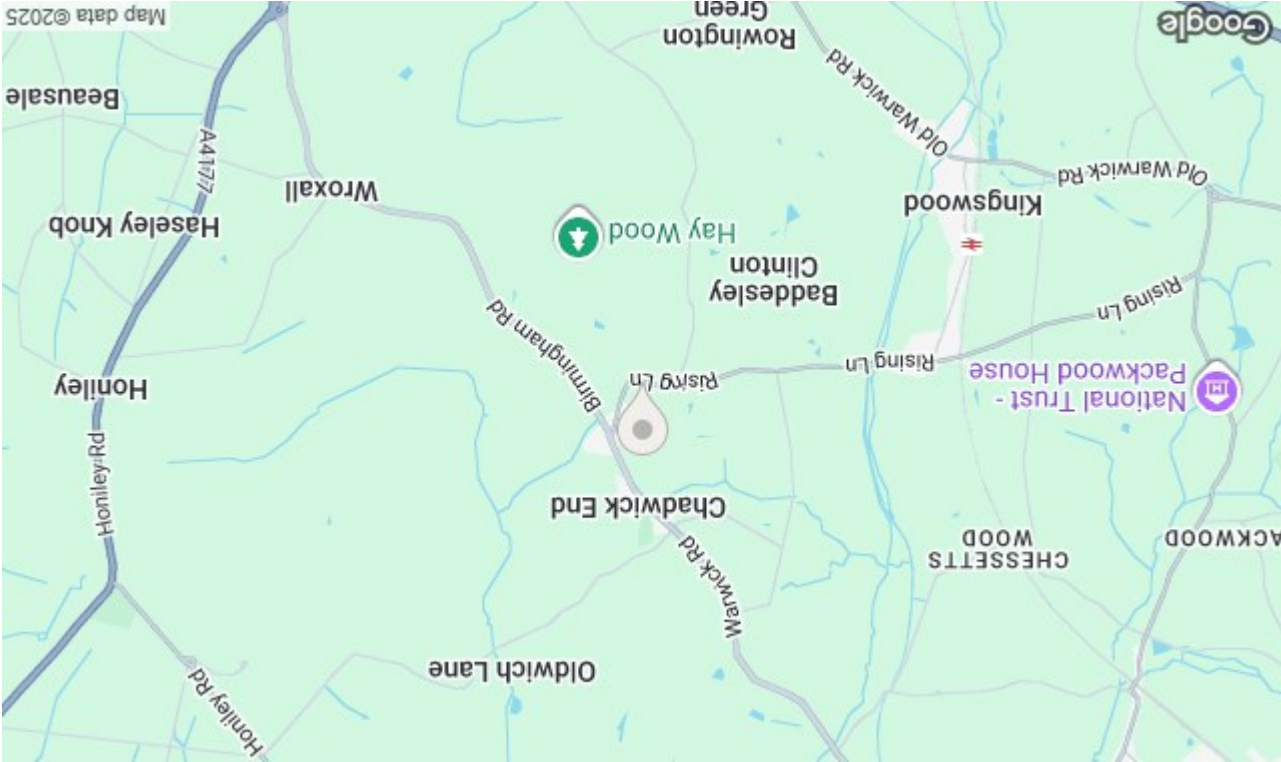 Honiley Rd
Oldwich Lane
Warwick Rd
ACKWOOD
CHESSETTS
WOOD
Chadwick End
Honiley Rd
National Trust -
Packwood House
Rising Ln
Rising Ln
Birmingham Rd
Honiley
Rising Ln
Baddesley
Clinton
Hay Wood
Kingswood
Wroxall
Haseley Knob
Old Warwick Rd
Old Warwick Rd
A4177
Beausale
Rowington
Green
Google
Map data ©2025